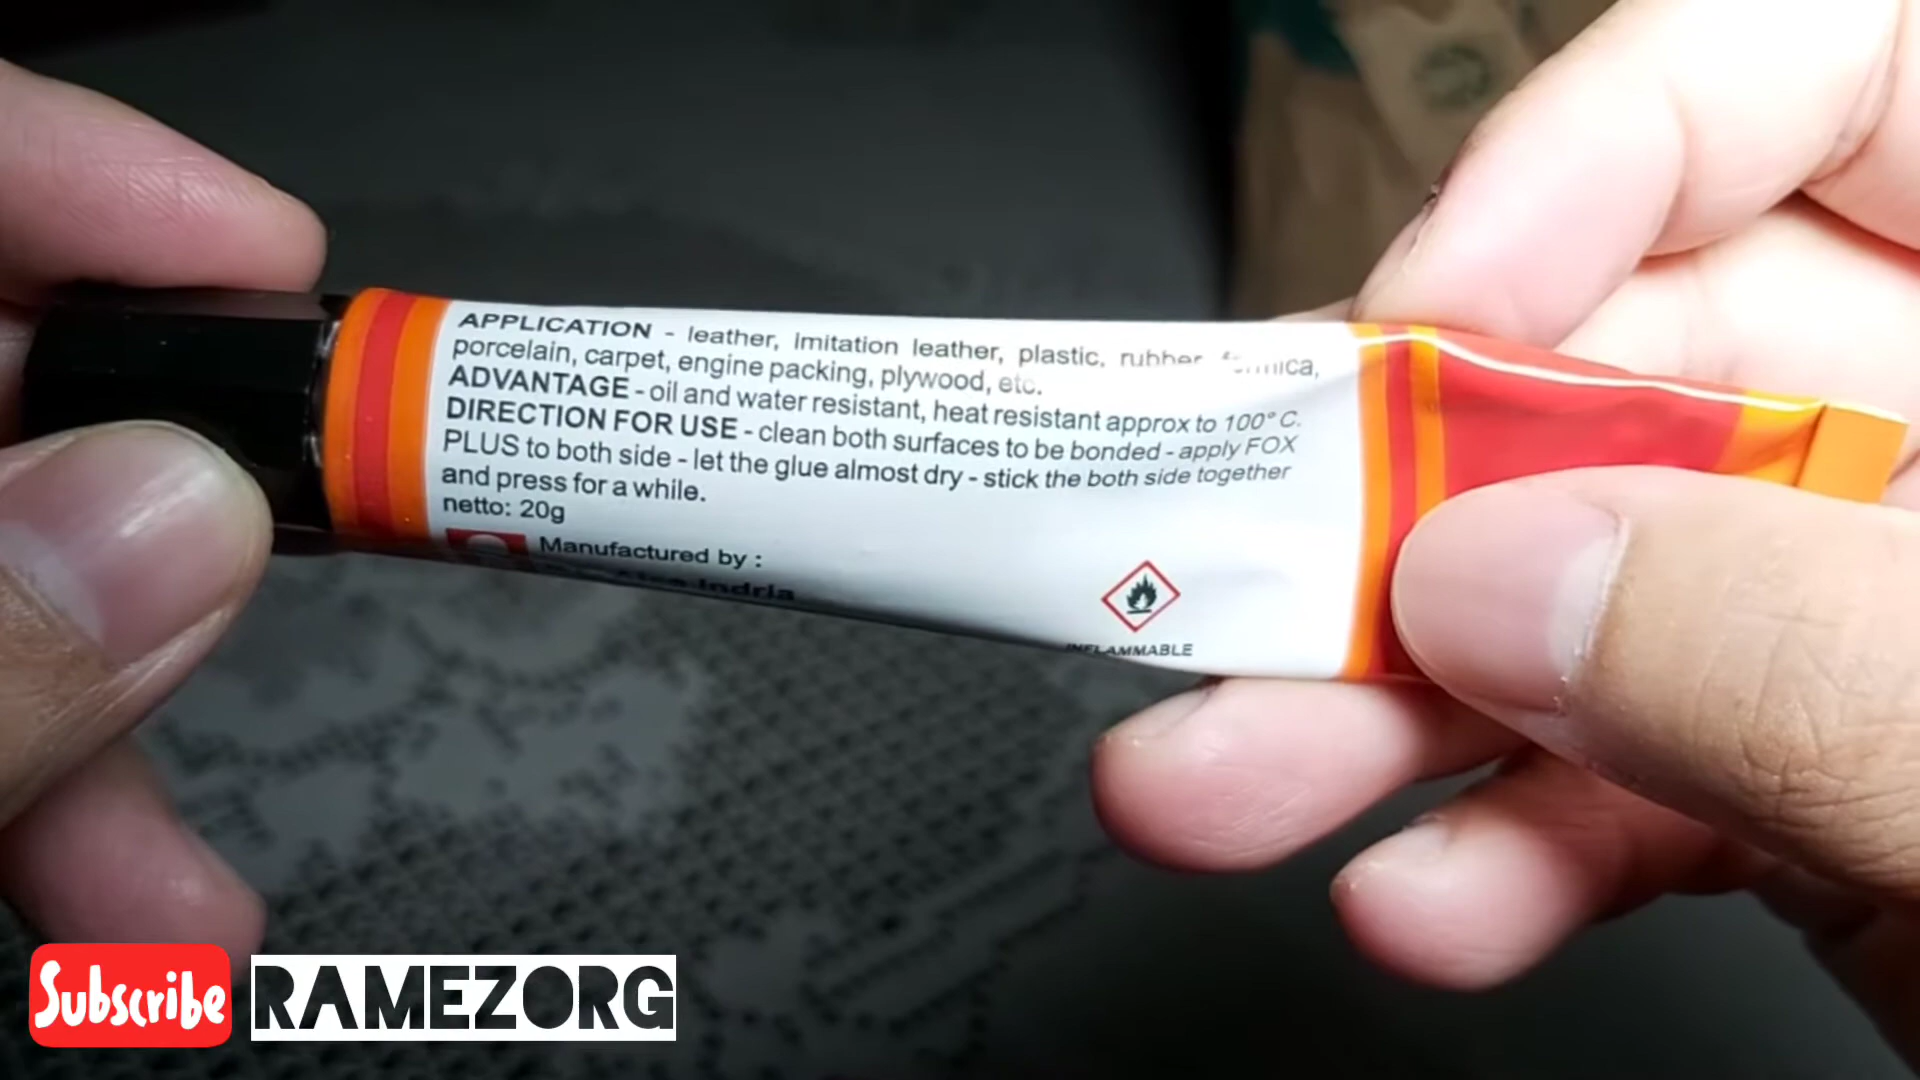 APPLICATION - leather, imitation leather, plastic, rubber,
porcelain, carpet, engine packing, plywood, etc.
ADVANTAGE - oil and water resistant, heat resistant approx to 100° C.
DIRECTION FOR USE - clean both surfaces to be bonded - apply FOX
PLUS to both side - let the glue almost dry - stick the both side together
and press for a while.
netto: 20g
Manufactured by :
Indria
INFLAMMABLE
Subscribe RAMEZORG